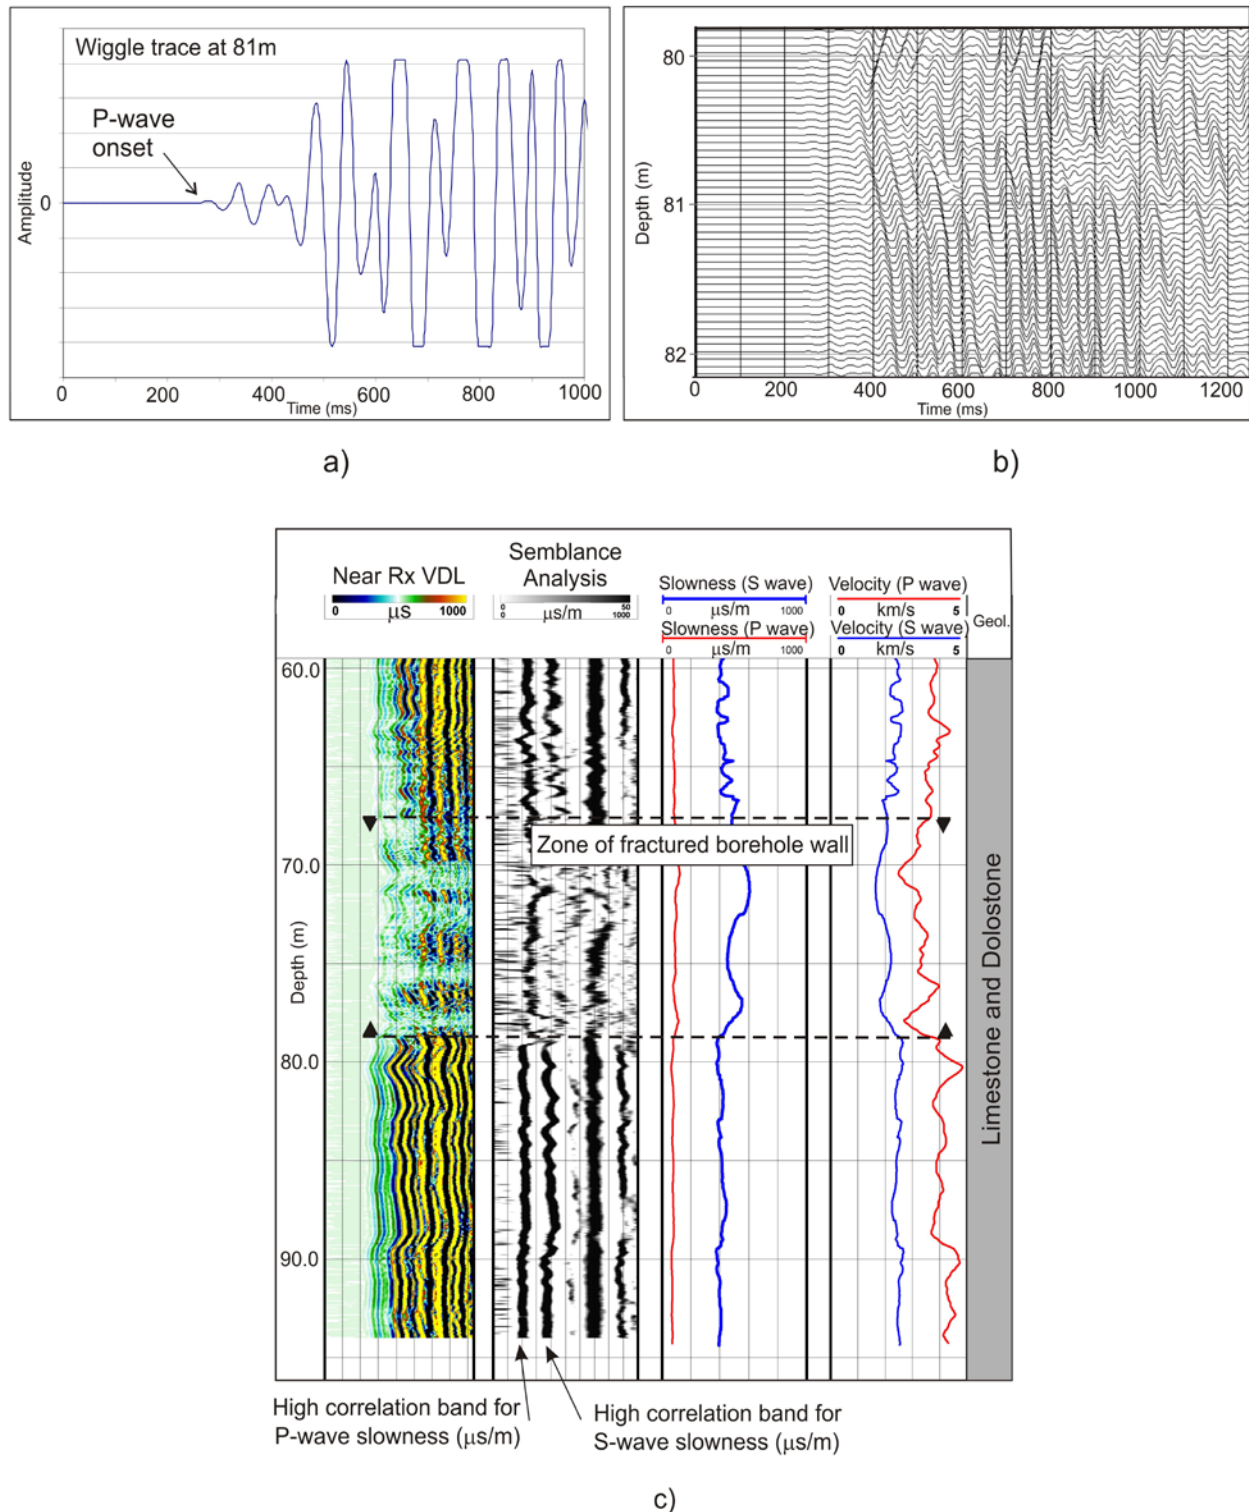 Wiggle trace at 81m
P-wave
onset
Amplitude
0
0 200 400 600 800 1000
Time (ms)
a)
Depth (m)
80
81
82
0 200 400 600 800 1000 1200
Time (ms)
b)
Near Rx VDL
0 µS 1000
Semblance
Analysis
0 50
0 µs/m 1000
Slowness (S wave)
0 µs/m 1000
Slowness (P wave)
0 µs/m 1000
Velocity (P wave)
0 km/s 5
Velocity (S wave)
0 km/s 5
Geol.
60.0
Zone of fractured borehole wall
70.0
Depth (m)
80.0
90.0
Limestone and Dolostone
High correlation band for
P-wave slowness (µs/m)
High correlation band for
S-wave slowness (µs/m)
c)